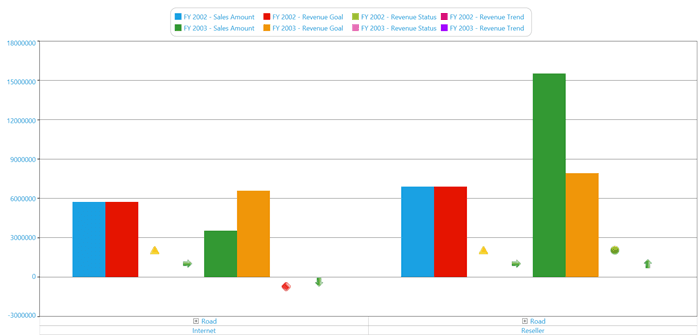 FY 2002 - Sales Amount FY 2002 - Revenue Goal FY 2002 - Revenue Status FY 2002 - Revenue Trend
FY 2003 - Sales Amount FY 2003 - Revenue Goal FY 2003 - Revenue Status FY 2003 - Revenue Trend
18000000
15000000
12000000
9000000
6000000
3000000
0
-3000000
Road Road
Internet Reseller